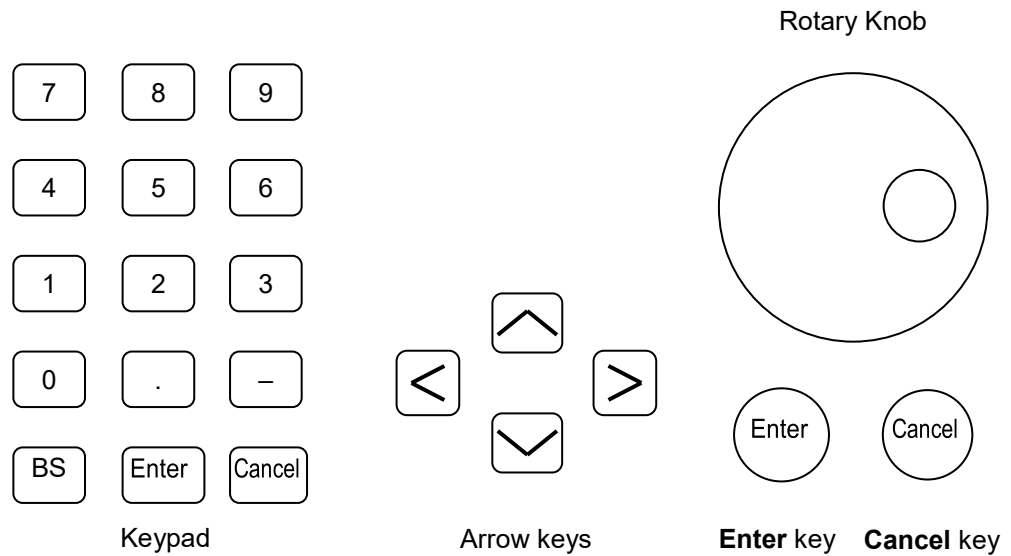 Rotary Knob
7 8 9
4 5 6
1 2 3
0 . –
BS Enter Cancel
Enter Cancel
Keypad Arrow keys Enter key Cancel key